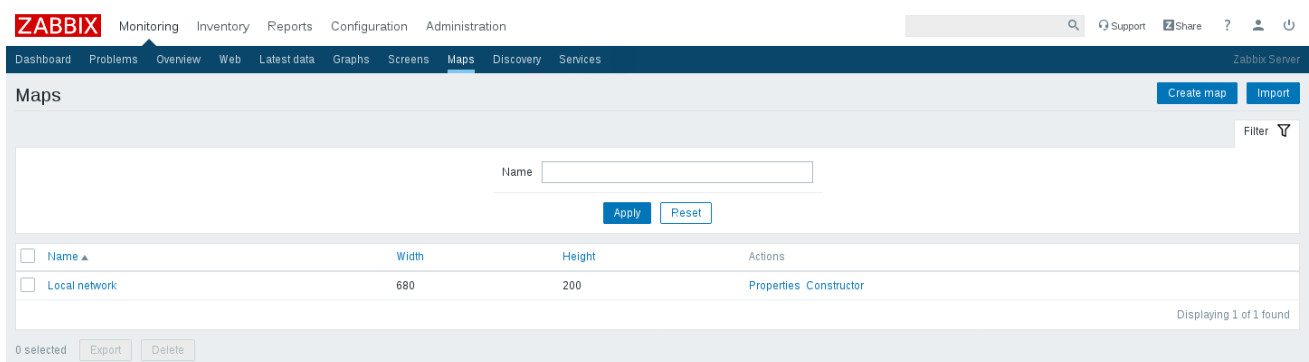 ZABBIX Monitoring Inventory Reports Configuration Administration Support Z Share ?
Dashboard Problems Overview Web Latest data Graphs Screens Maps Discovery Services Zabbix Server
Maps Create map Import
Filter
Name
Apply Reset
Name ▲ Width Height Actions
Local network 680 200 Properties Constructor
Displaying 1 of 1 found
0 selected Export Delete